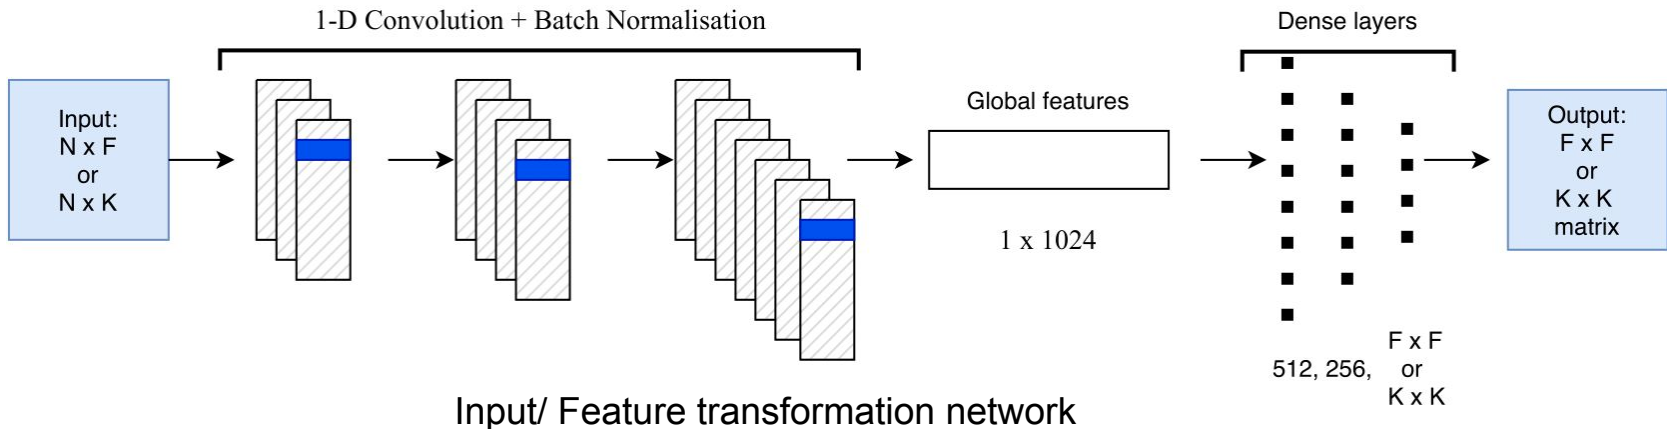 1-D Convolution + Batch Normalisation
Dense layers
Input:
N x F
or
N x K
Global features
1 x 1024
Output:
F x F
or
K x K
matrix
512, 256,
F x F
or
K x K
Input/ Feature transformation network